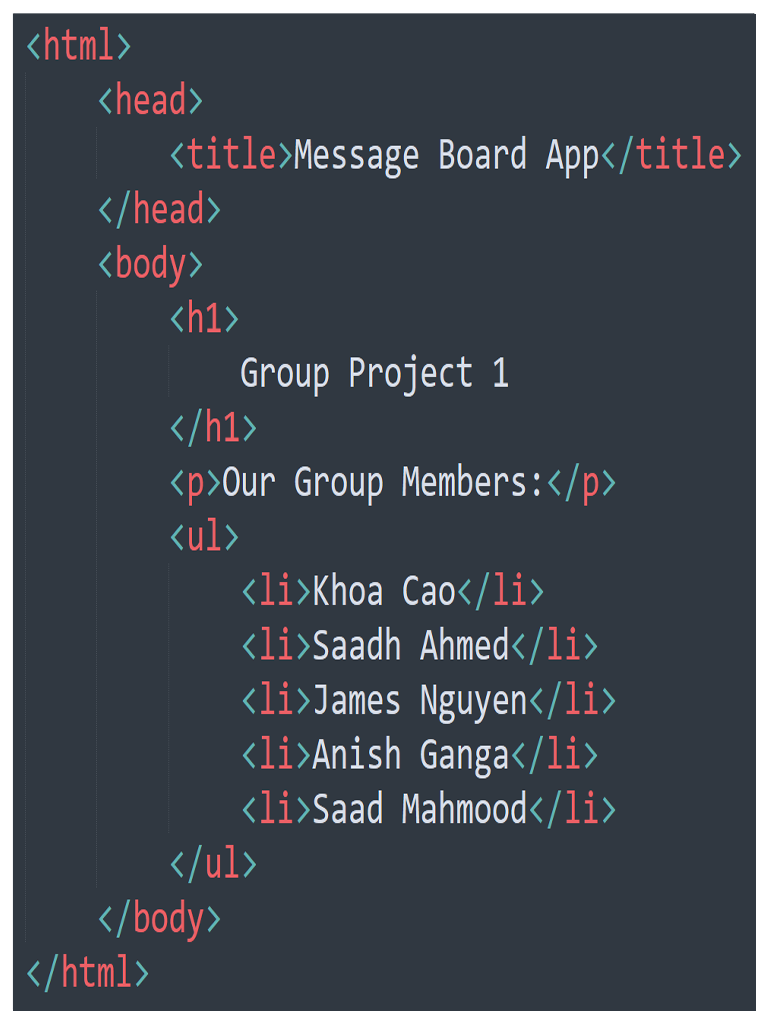 <html>
<head>
<title>Message Board App</title>
</head>
<body>
<h1>
Group Project 1
</h1>
<p>Our Group Members:</p>
<ul>
<li>Khoa Cao</li>
<li>Saadh Ahmed</li>
<li>James Nguyen</li>
<li>Anish Ganga</li>
<li>Saad Mahmood</li>
</ul>
</body>
</html>